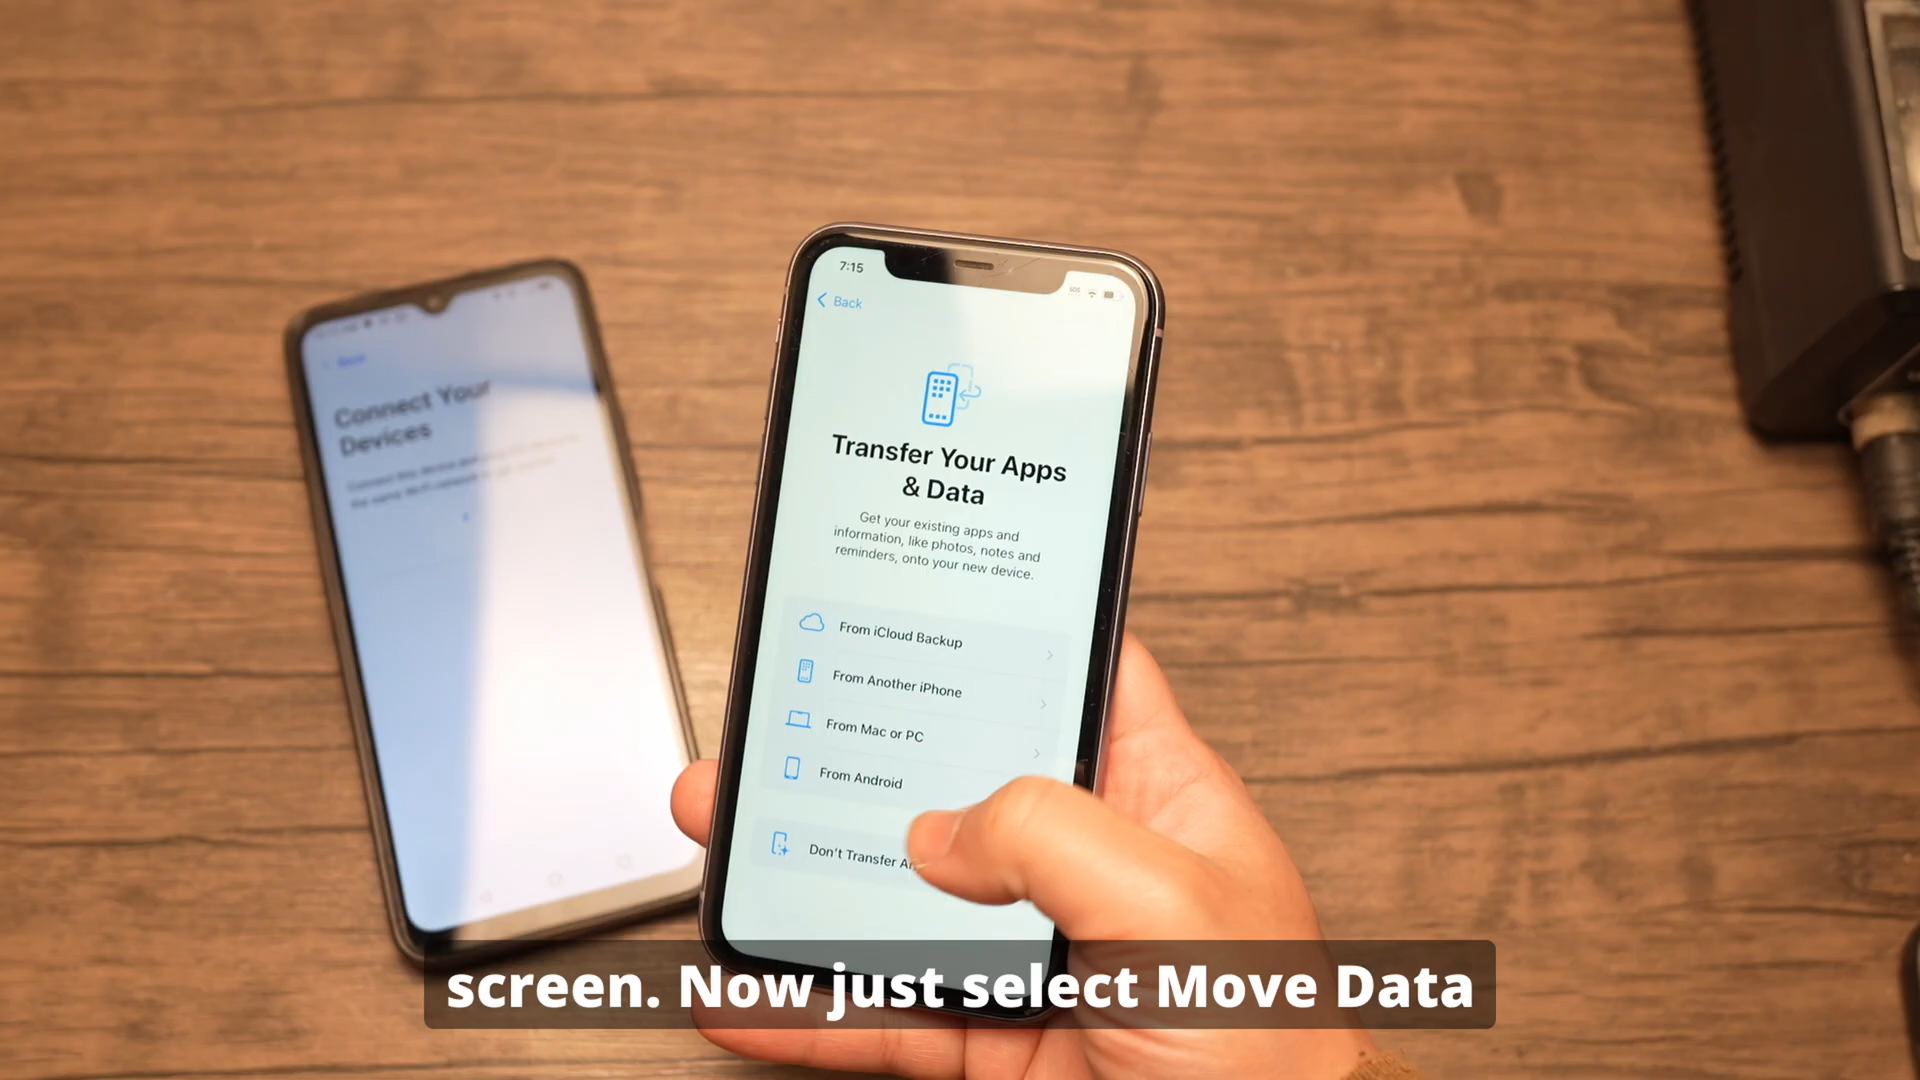 Back
Connect Your
Devices
7:15
SOS
Back
Transfer Your Apps
& Data
Get your existing apps and
information, like photos, notes and
reminders, onto your new device.
From iCloud Backup
From Another iPhone
From Mac or PC
From Android
Don't Transfer
screen. Now just select Move Data